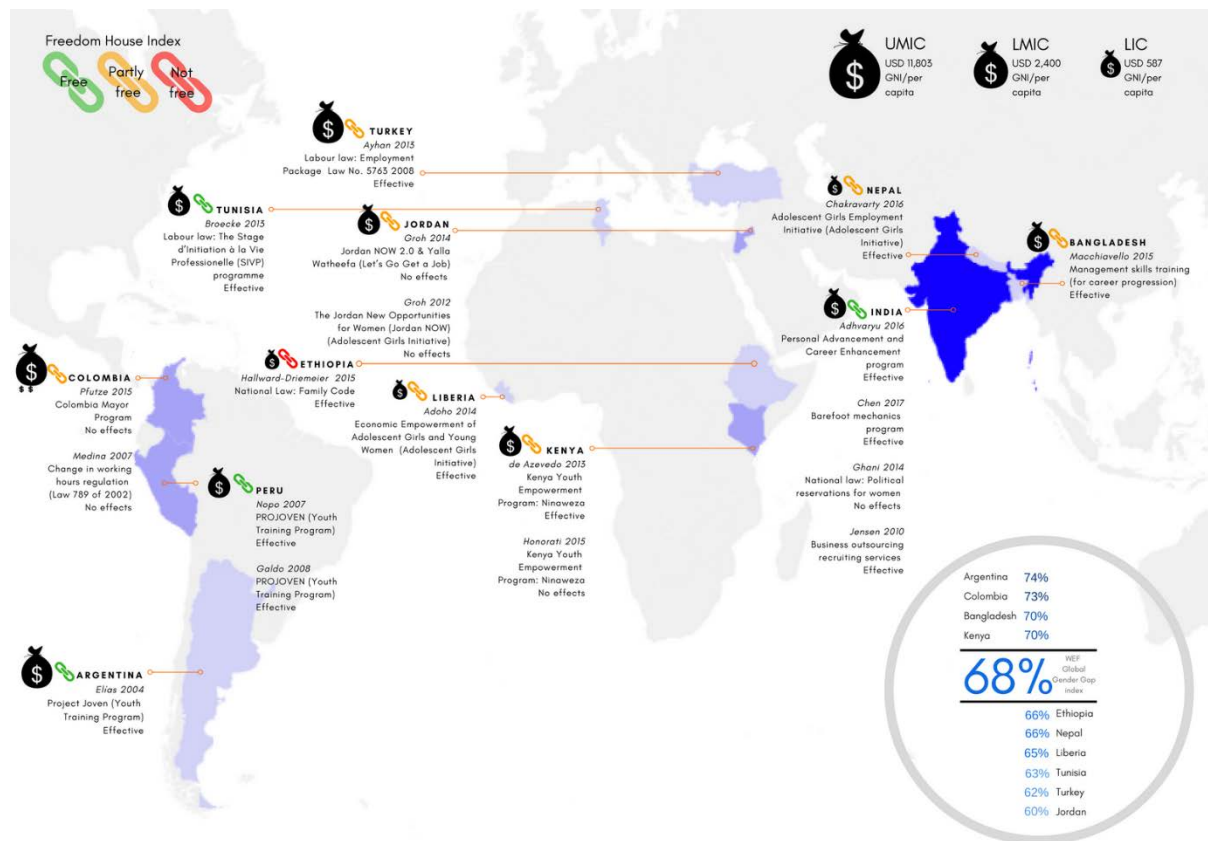 Freedom House Index
Free
Partly
free
Not
free
UMIC
USD 11,803
GNI/per
capita
LMIC
USD 2,400
GNI/per
capita
LIC
USD 587
GNI/per
capita
TURKEY
Ayhan 2013
Labour law: Employment
Package Law No. 5763 2008
Effective
TUNISIA
Broecke 2013
Labour law: The Stage
d'Initiation à la Vie
Professionelle (SIVP)
programme
Effective
JORDAN
Groh 2014
Jordan NOW 2.0 & Yalla
Watheefa (Let's Go Get a Job)
No effects
Groh 2012
The Jordan New Opportunities
for Women (Jordan NOW)
(Adolescent Girls Initiative)
No effects
NEPAL
Chakravarty 2016
Adolescent Girls Employment
Initiative (Adolescent Girls
Initiative)
Effective
BANGLADESH
Macchiavello 2015
Management skills training
(for career progression)
Effective
INDIA
Adhvaryu 2016
Personal Advancement and
Career Enhancement
program
Effective
Chen 2017
Barefoot mechanics
program
Effective
Ghani 2014
National law: Political
reservations for women
No effects
Jensen 2010
Business outsourcing
recruiting services
Effective
ETHIOPIA
Hallward-Driemeier 2015
National Law: Family Code
Effective
LIBERIA
Adoho 2014
Economic Empowerment of
Adolescent Girls and Young
Women (Adolescent Girls
Initiative)
Effective
KENYA
de Azevedo 2013
Kenya Youth
Empowerment
Program: Ninaweza
Effective
Honorati 2015
Kenya Youth
Empowerment
Program: Ninaweza
No effects
COLOMBIA
Pfutze 2015
Colombia Mayor
Program
No effects
Medina 2007
Change in working
hours regulation
(Law 789 of 2002)
No effects
PERU
Nopo 2007
PROJOVEN (Youth
Training Program)
Effective
Galdo 2008
PROJOVEN (Youth
Training Program)
Effective
ARGENTINA
Elias 2004
Project Joven (Youth
Training Program)
Effective
Argentina 74%
Colombia 73%
Bangladesh 70%
Kenya 70%
68%
WEF
Global
Gender Gap
Index
66% Ethiopia
66% Nepal
65% Liberia
63% Tunisia
62% Turkey
60% Jordan